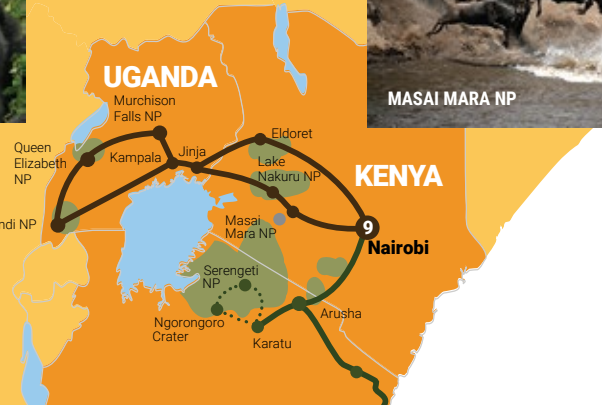 MASAI MARA NP
UGANDA
Murchison
Falls NP
Eldoret
Queen
Elizabeth
NP
Kampala
Jinja
Lake
Nakuru NP
KENYA
ndi NP
Masai
Mara NP
9
Nairobi
Serengeti
NP
Ngorongoro
Crater
Arusha
Karatu